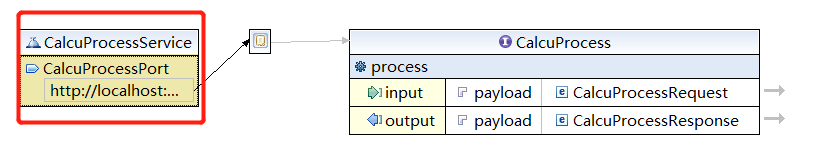 CalcuProcessService
CalcuProcessPort
http://localhost:...
CalcuProcess
process
input payload CalcuProcessRequest
output payload CalcuProcessResponse